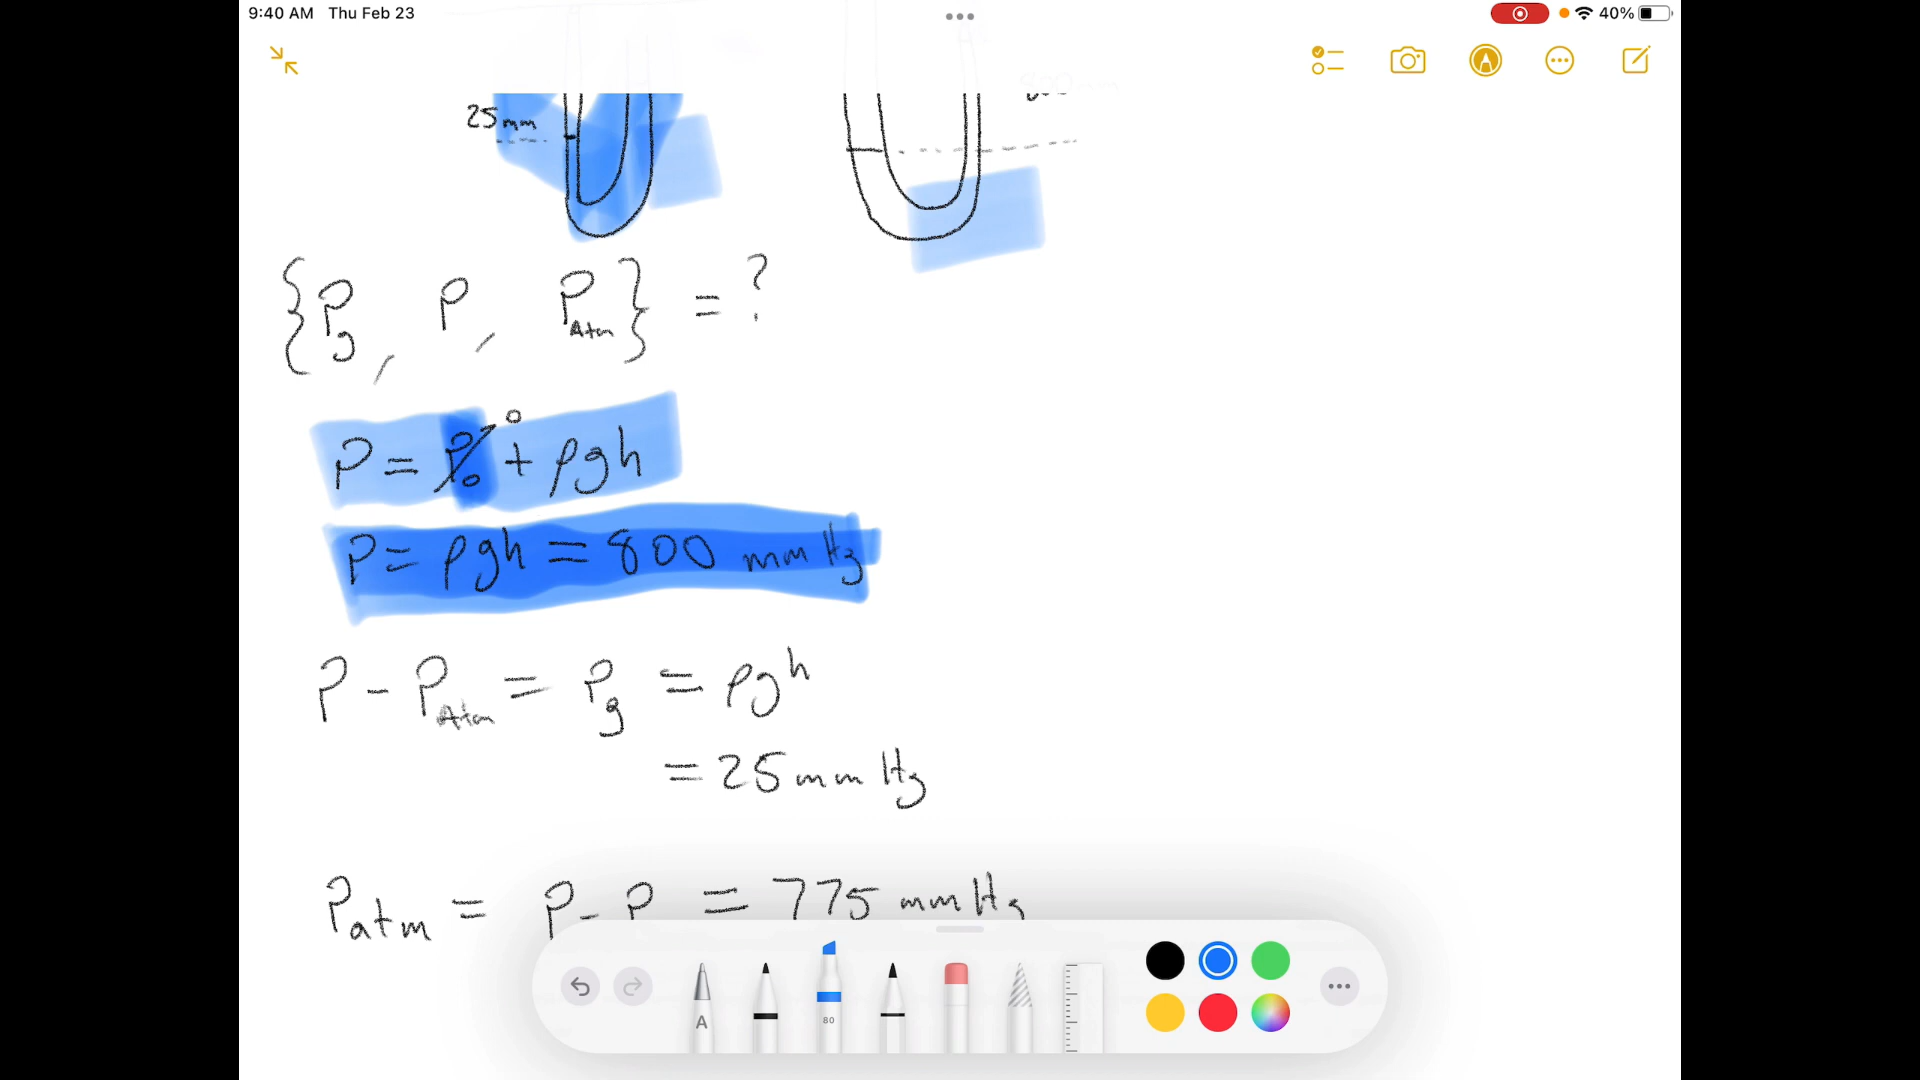 9:40 AM Thu Feb 23
40%
25 mm
{Pg, P, PAtm} = ?
P = P₀ + ρgh
0
P = ρgh = 800 mm Hg
P - PAtm = Pg = ρgh
= 25 mm Hg
Patm = P - P = 775 mm Hg
A
80